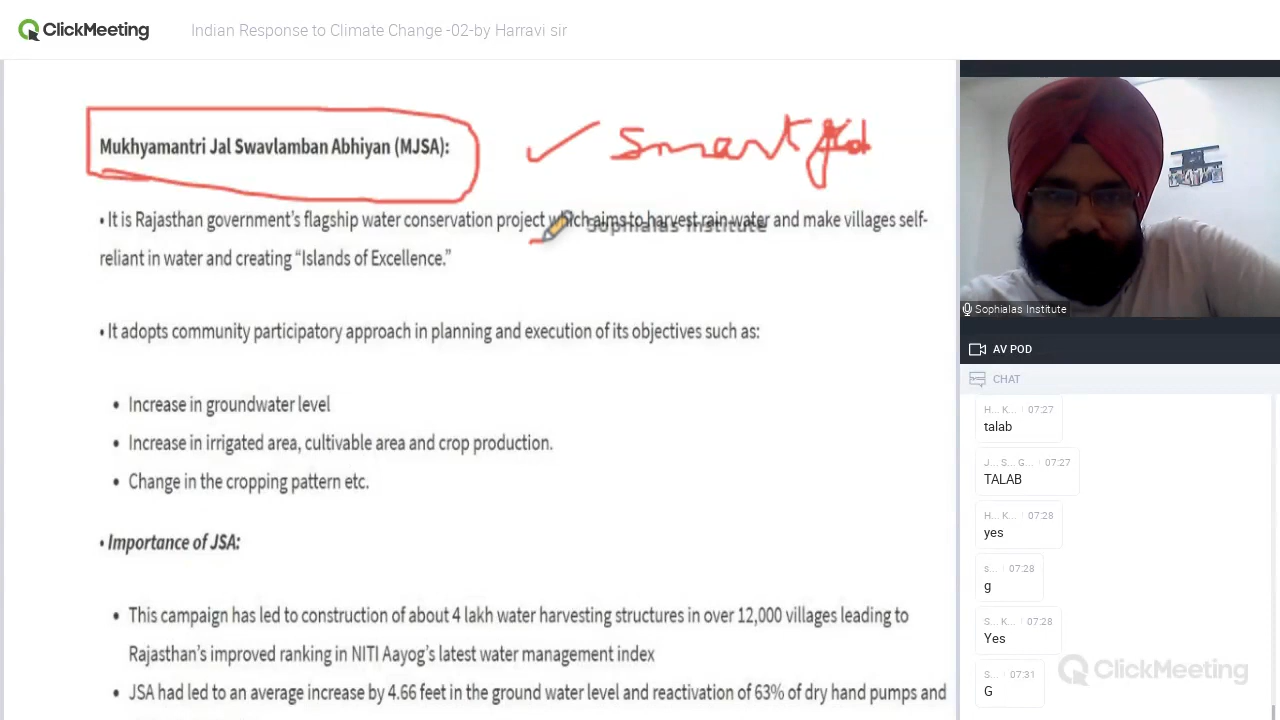 ClickMeeting
Indian Response to Climate Change -02-by Harravi sir
Mukhyamantri Jal Swavlamban Abhiyan (MJSA):
Smart
• It is Rajasthan government's flagship water conservation project which aims to harvest rain water and make villages self-
Sophialas Institute
reliant in water and creating “Islands of Excellence.”
• It adopts community participatory approach in planning and execution of its objectives such as:
• Increase in groundwater level
• Increase in irrigated area, cultivable area and crop production.
• Change in the cropping pattern etc.
• Importance of JSA:
• This campaign has led to construction of about 4 lakh water harvesting structures in over 12,000 villages leading to
Rajasthan's improved ranking in NITI Aayog's latest water management index
• JSA had led to an average increase by 4.66 feet in the ground water level and reactivation of 63% of dry hand pumps and
Sophialas Institute
AV POD
CHAT
H... K... 07:27
talab
J... S... G... 07:27
TALAB
H... K... 07:28
yes
s... 07:28
g
S... K... 07:28
Yes
S... 07:31
G
ClickMeeting